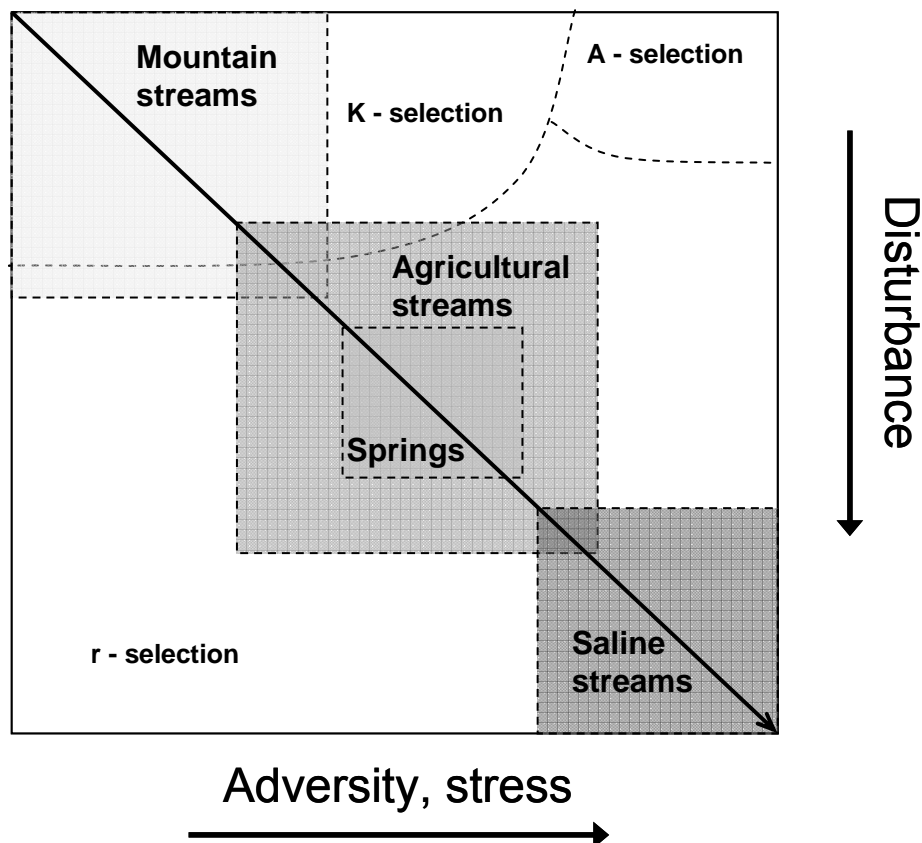 Mountain
streams
A - selection
K - selection
Agricultural
streams
Springs
Saline
streams
r - selection
Disturbance
Adversity, stress